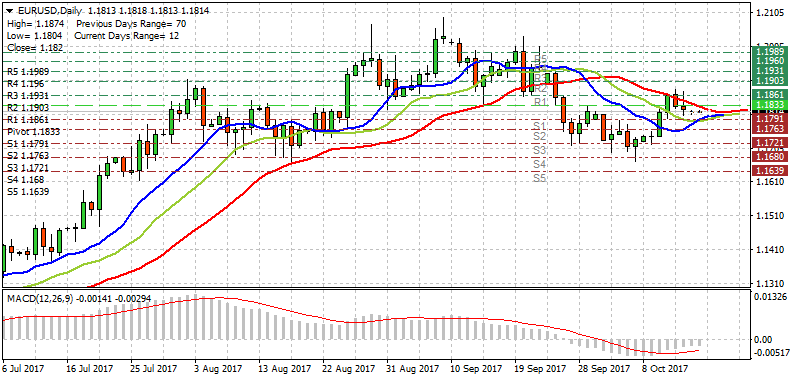 EURUSD,Daily 1.1813 1.1818 1.1813 1.1814
High= 1.1874 Previous Days Range= 70
Low= 1.1804 Current Days Range= 12
Close= 1.182
R5 1.1989
R4 1.196
R3 1.1931
R2 1.1903
R1 1.1861
Pivot 1.1833
S1 1.1791
S2 1.1763
S3 1.1721
S4 1.168
S5 1.1639
R1
S1
S2
S3
S4
S5
1.2105
1.1989
1.1960
1.1931
1.1903
1.1861
1.1833
1.1791
1.1763
1.1721
1.1680
1.1639
1.1610
1.1510
1.1410
1.1310
MACD(12,26,9) -0.00141 -0.00294
0.01326
0.00
-0.00517
6 Jul 2017
16 Jul 2017
25 Jul 2017
3 Aug 2017
13 Aug 2017
22 Aug 2017
31 Aug 2017
10 Sep 2017
19 Sep 2017
28 Sep 2017
8 Oct 2017